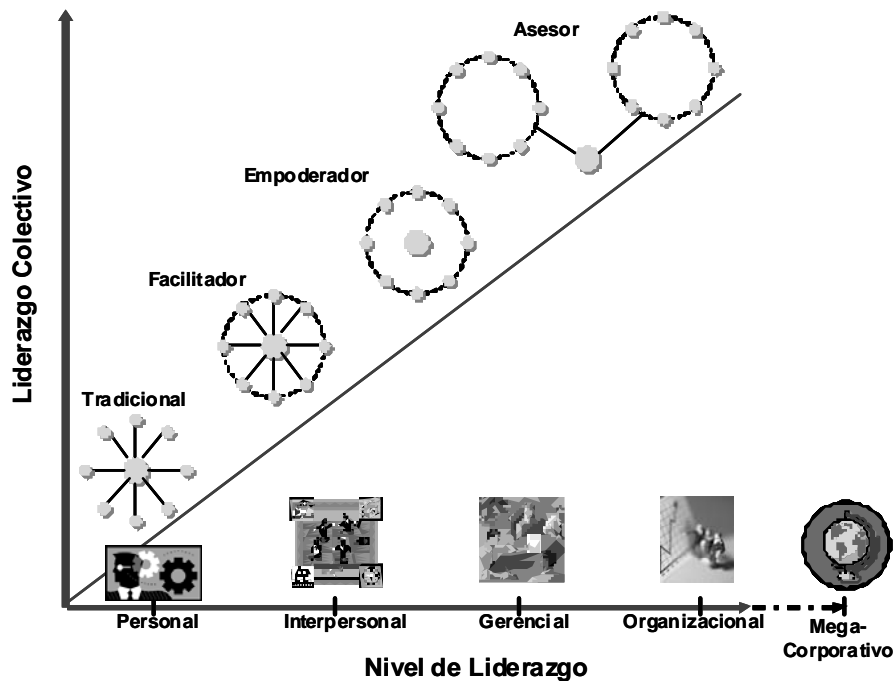 Asesor
Liderazgo Colectivo
Empoderador
Facilitador
Tradicional
Personal
Interpersonal
Gerencial
Organizacional
Mega-
Corporativo
Nivel de Liderazgo